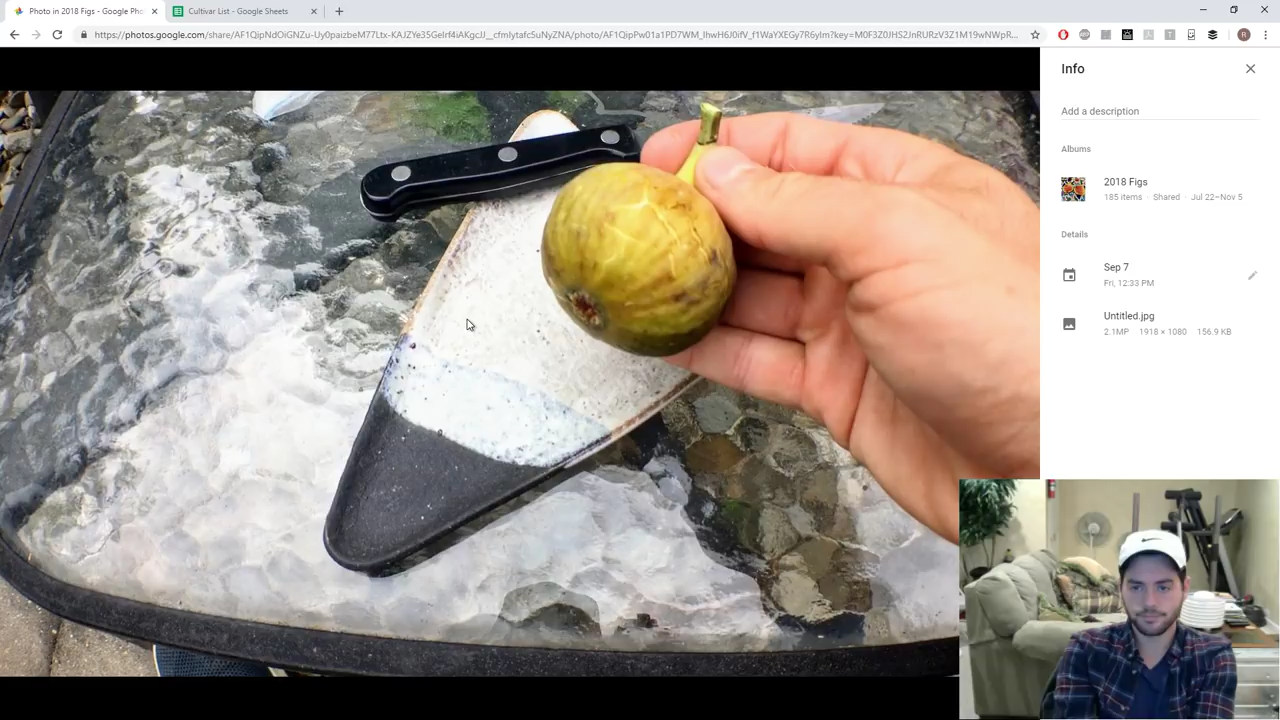 Photo in 2018 Figs - Google Pho
Cultivar List - Google Sheets
Info
Add a description
Albums
2018 Figs
185 items · Shared · Jul 22–Nov 5
Details
Sep 7
Fri, 12:33 PM
Untitled.jpg
2.1MP 1918 × 1080 156.9 KB